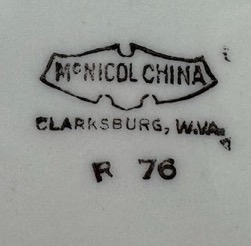 McNICOL CHINA
CLARKSBURG, W.VA.
R 76